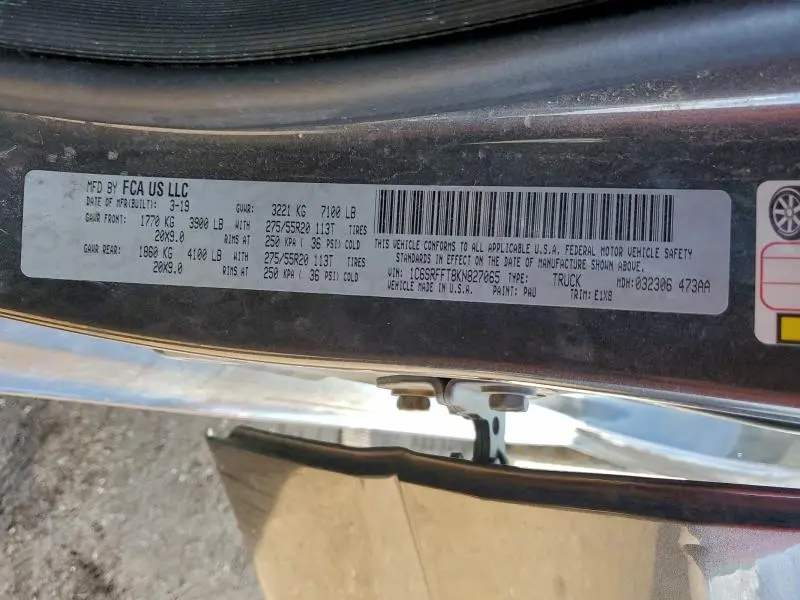 MFD BY FCA US LLC
DATE OF MFR(BUILT): 3-19 GVWR: 3221 KG 7100 LB
GAWR FRONT: 1770 KG 3900 LB WITH 275/55R20 113T TIRES
20X9.0 RIMS AT 250 KPA ( 36 PSI) COLD
GAWR REAR: 1860 KG 4100 LB WITH 275/55R20 113T TIRES
20X9.0 RIMS AT 250 KPA ( 36 PSI) COLD
THIS VEHICLE CONFORMS TO ALL APPLICABLE U.S.A. FEDERAL MOTOR VEHICLE SAFETY
STANDARDS IN EFFECT ON THE DATE OF MANUFACTURE SHOWN ABOVE.
VIN: 1C6SRFFT8KN827065 TYPE: TRUCK MDH:032306 473AA
VEHICLE MADE IN U.S.A. PAINT: PAU TRIM: E1X8